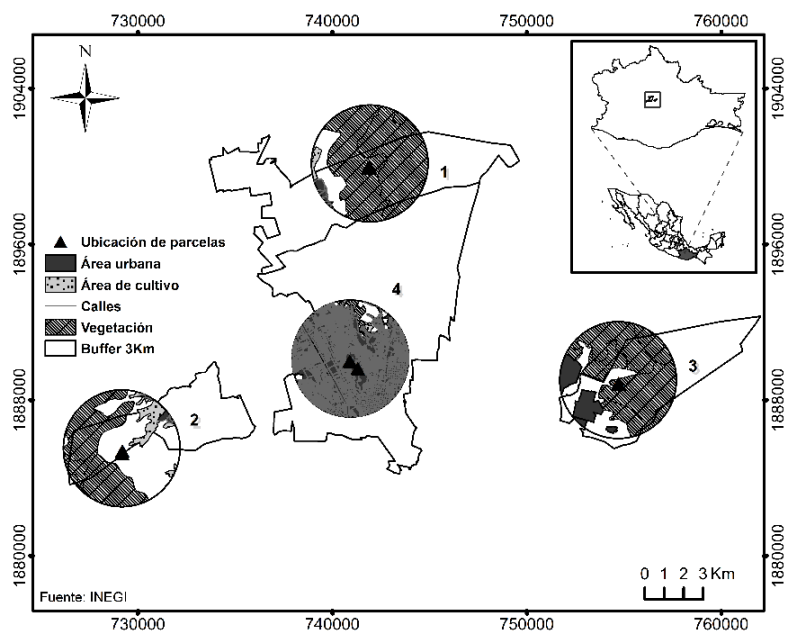 730000 740000 750000 760000
1904000
1896000
1888000
1880000
N
1
4
3
2
Ubicación de parcelas
Área urbana
Área de cultivo
Calles
Vegetación
Buffer 3Km
Fuente: INEGI
0 1 2 3 Km
730000 740000 750000 760000
1904000
1896000
1888000
1880000